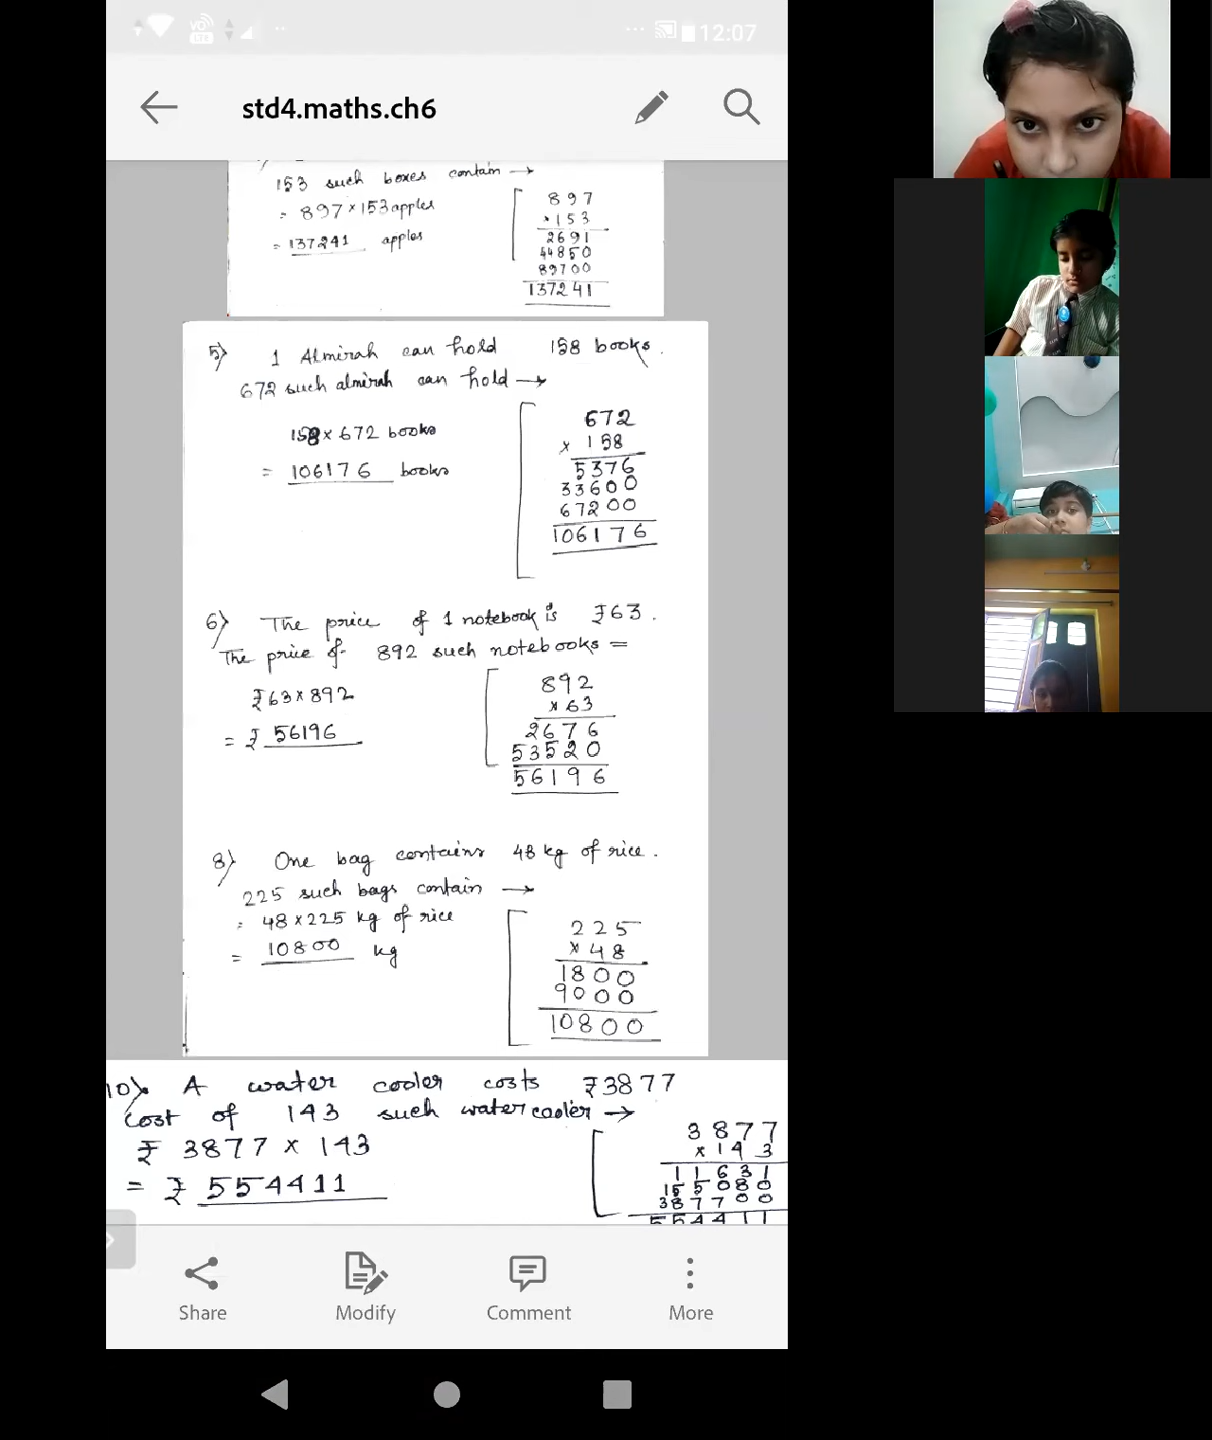 VO))
LTE
12:07
std4.maths.ch6
153 such boxes contain →
= 897 × 153 apples
= 137241 apples
897
×153
2691
44850
89700
137241
5) 1 Almirah can hold 158 books.
672 such almirah can hold →
158 × 672 books
= 106176 books
672
× 158
5376
33600
67200
106176
6) The price of 1 notebook is ₹63.
The price of 892 such notebooks =
₹63 × 892
= ₹ 56196
892
×63
2676
53520
56196
8) One bag contains 48 kg of rice.
225 such bags contain →
= 48 × 225 kg of rice
= 10800 kg
225
×48
1800
9000
10800
10) A water cooler costs ₹3877
Cost of 143 such water cooler →
₹ 3877 × 143
= ₹ 554411
3877
×143
11631
155080
387700
554411
Share
Modify
Comment
More